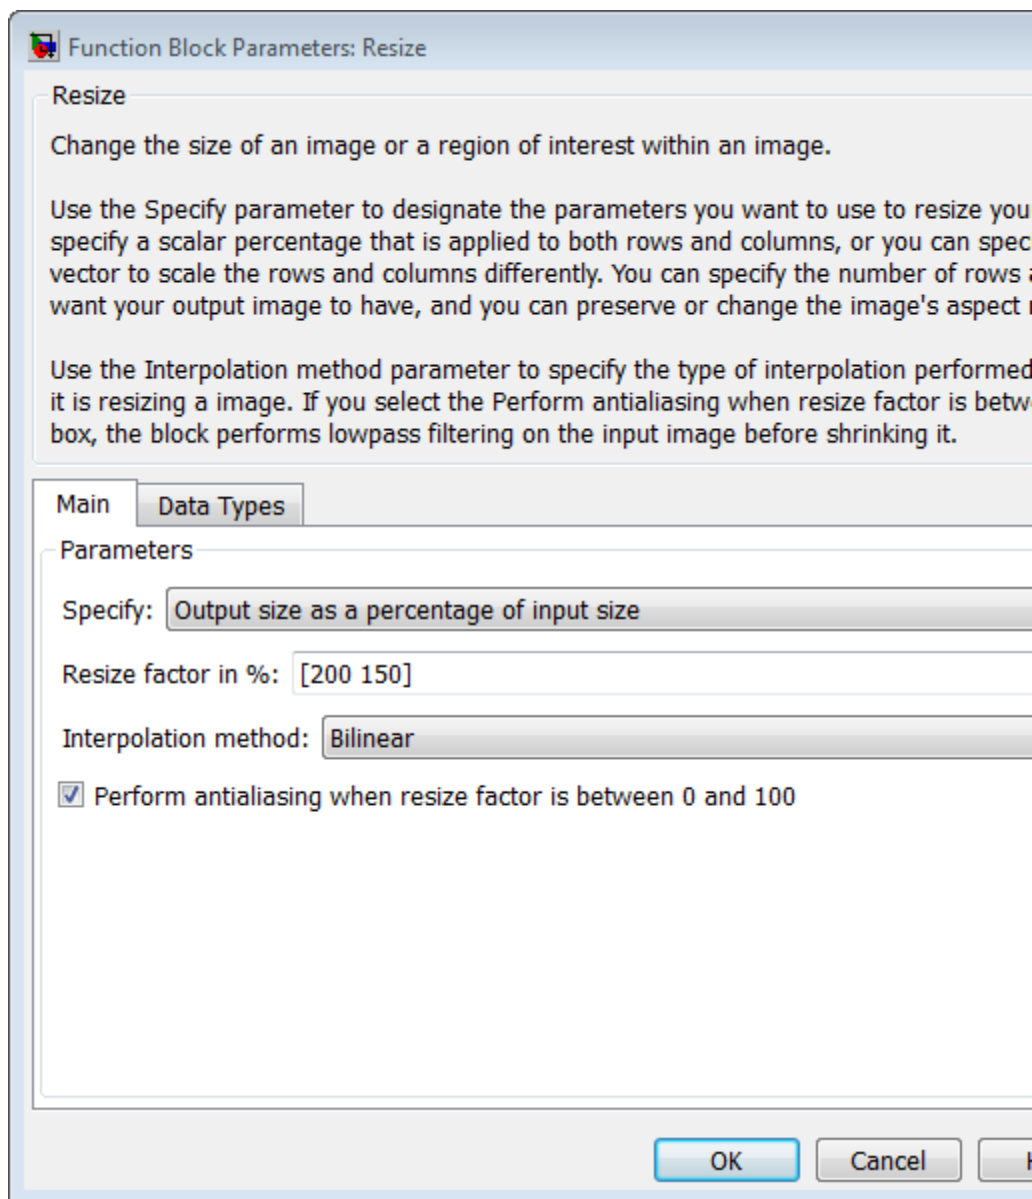 Function Block Parameters: Resize
Resize
Change the size of an image or a region of interest within an image.
Use the Specify parameter to designate the parameters you want to use to resize you
specify a scalar percentage that is applied to both rows and columns, or you can spec
vector to scale the rows and columns differently. You can specify the number of rows
want your output image to have, and you can preserve or change the image's aspect
Use the Interpolation method parameter to specify the type of interpolation performed
it is resizing a image. If you select the Perform antialiasing when resize factor is betw
box, the block performs lowpass filtering on the input image before shrinking it.
Main
Data Types
Parameters
Specify: Output size as a percentage of input size
Resize factor in %: [200 150]
Interpolation method: Bilinear
Perform antialiasing when resize factor is between 0 and 100
OK
Cancel